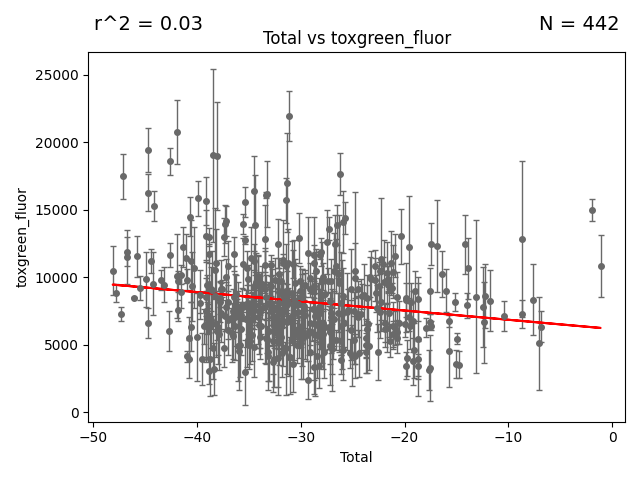 r^2 = 0.03
N = 442
Total vs toxgreen_fluor
25000
20000
15000
10000
5000
0
toxgreen_fluor
−50
−40
−30
−20
−10
0
Total